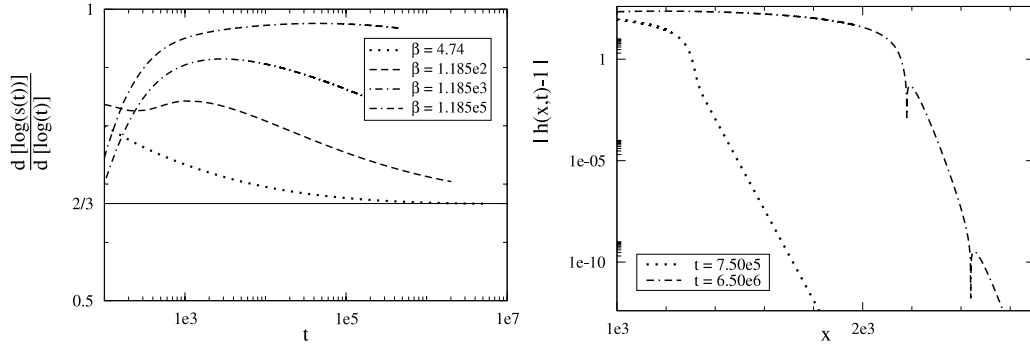 1
d [log(s(t))]
d [log(t)]
2/3
0.5
1e3
1e5
1e7
t
β = 4.74
β = 1.185e2
β = 1.185e3
β = 1.185e5
| h(x,t)-1 |
1
1e-05
1e-10
1e3
2e3
x
t = 7.50e5
t = 6.50e6